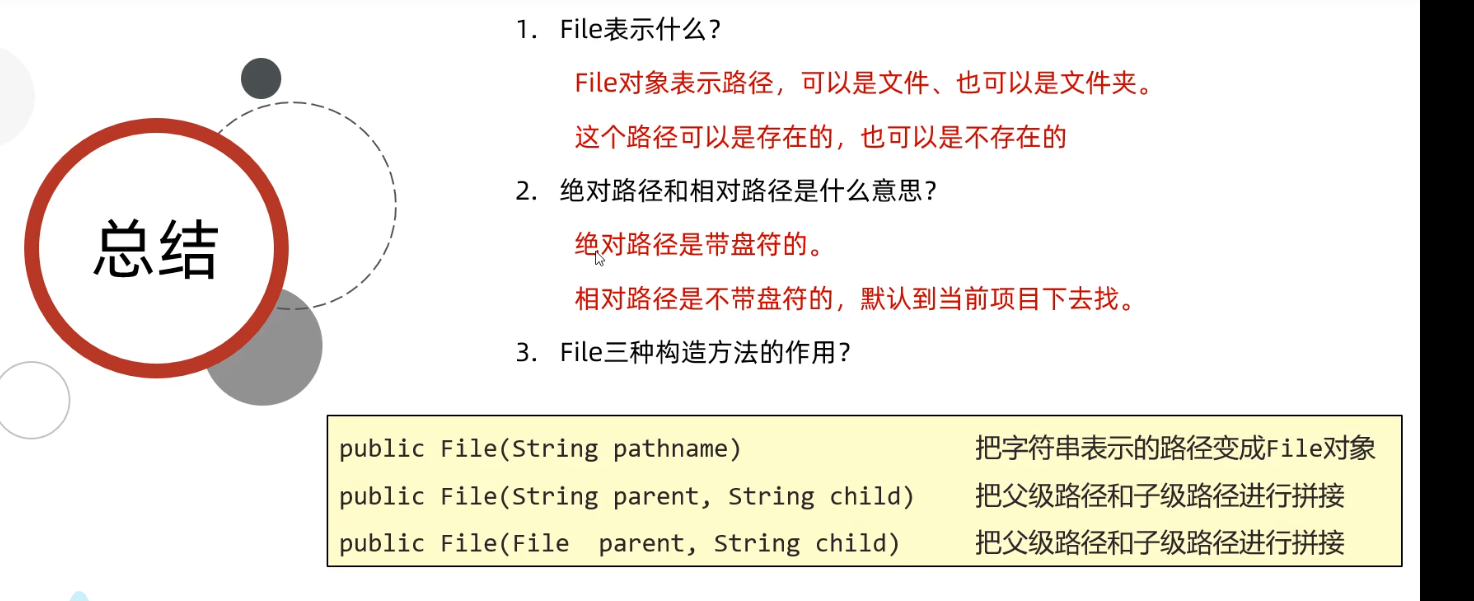 总结
1. File表示什么？
File对象表示路径，可以是文件、也可以是文件夹。
这个路径可以是存在的，也可以是不存在的
2. 绝对路径和相对路径是什么意思？
绝对路径是带盘符的。
相对路径是不带盘符的，默认到当前项目下去找。
3. File三种构造方法的作用？
public File(String pathname) 把字符串表示的路径变成File对象
public File(String parent, String child) 把父级路径和子级路径进行拼接
public File(File  parent, String child) 把父级路径和子级路径进行拼接